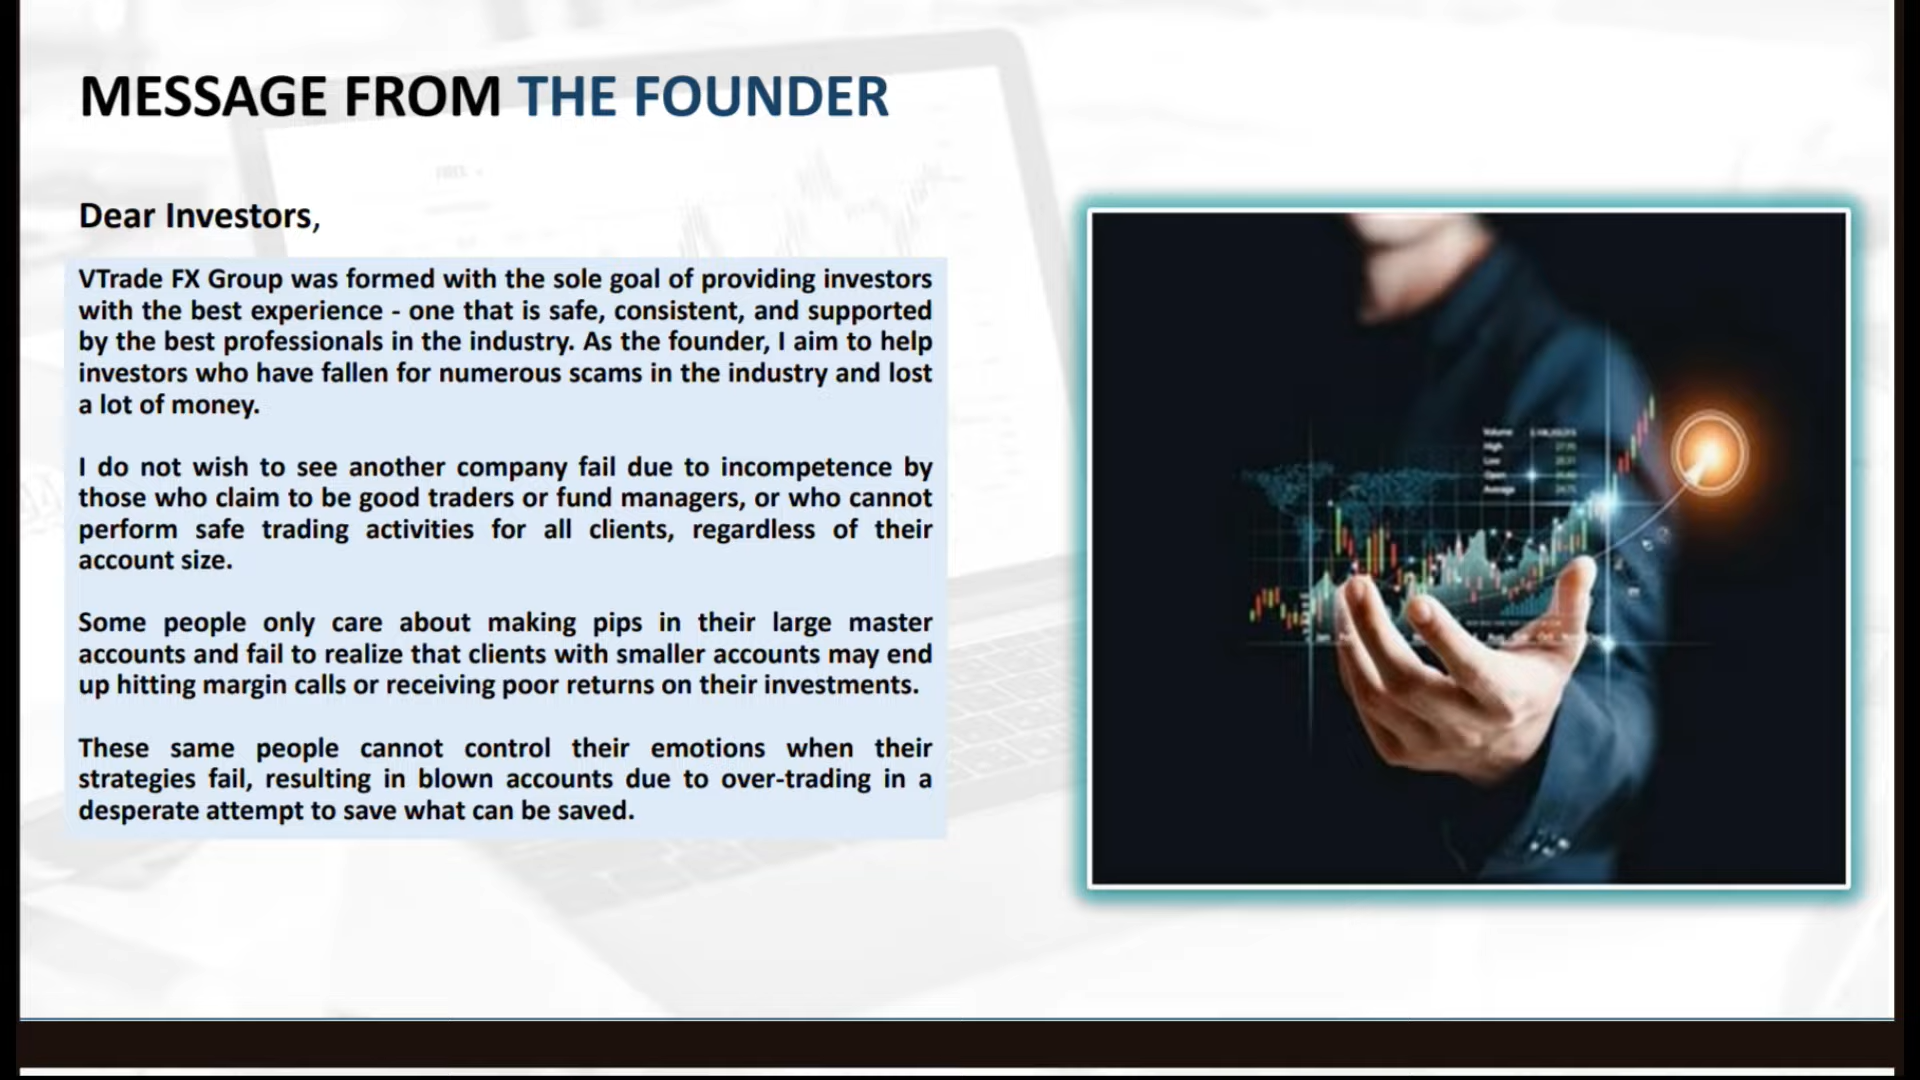 MESSAGE FROM THE FOUNDER
Dear Investors,
VTrade FX Group was formed with the sole goal of providing investors
with the best experience - one that is safe, consistent, and supported
by the best professionals in the industry. As the founder, I aim to help
investors who have fallen for numerous scams in the industry and lost
a lot of money.
I do not wish to see another company fail due to incompetence by
those who claim to be good traders or fund managers, or who cannot
perform safe trading activities for all clients, regardless of their
account size.
Some people only care about making pips in their large master
accounts and fail to realize that clients with smaller accounts may end
up hitting margin calls or receiving poor returns on their investments.
These same people cannot control their emotions when their
strategies fail, resulting in blown accounts due to over-trading in a
desperate attempt to save what can be saved.
Volume
High
Low
Open
Average